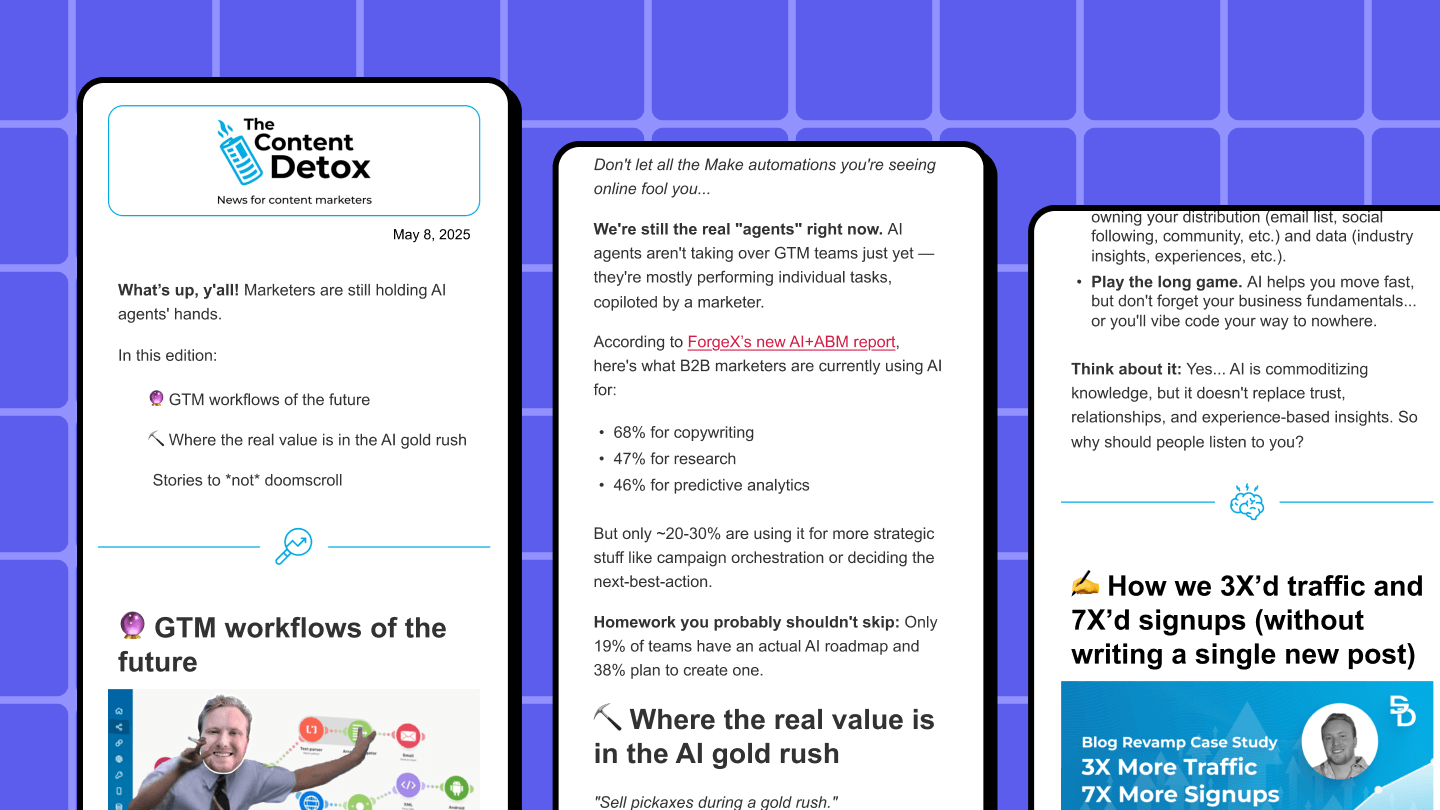 The
Content
Detox
News for content marketers
May 8, 2025
What's up, y'all! Marketers are still holding AI
agents' hands.
In this edition:
🔮 GTM workflows of the future
⛏️ Where the real value is in the AI gold rush
Stories to *not* doomscroll
🔮 GTM workflows of the
future
Text parser
Email
XML
Android
Don't let all the Make automations you're seeing
online fool you...
We're still the real "agents" right now. AI
agents aren't taking over GTM teams just yet —
they're mostly performing individual tasks,
copiloted by a marketer.
According to ForgeX's new AI+ABM report,
here's what B2B marketers are currently using AI
for:
• 68% for copywriting
• 47% for research
• 46% for predictive analytics
But only ~20-30% are using it for more strategic
stuff like campaign orchestration or deciding the
next-best-action.
Homework you probably shouldn't skip: Only
19% of teams have an actual AI roadmap and
38% plan to create one.
⛏️ Where the real value is
in the AI gold rush
"Sell pickaxes during a gold rush."
owning your distribution (email list, social
following, community, etc.) and data (industry
insights, experiences, etc.).
• Play the long game. AI helps you move fast,
but don't forget your business fundamentals...
or you'll vibe code your way to nowhere.
Think about it: Yes... AI is commoditizing
knowledge, but it doesn't replace trust,
relationships, and experience-based insights. So
why should people listen to you?
✍️ How we 3X'd traffic and
7X'd signups (without
writing a single new post)
SD
Blog Revamp Case Study
3X More Traffic
7X More Signups